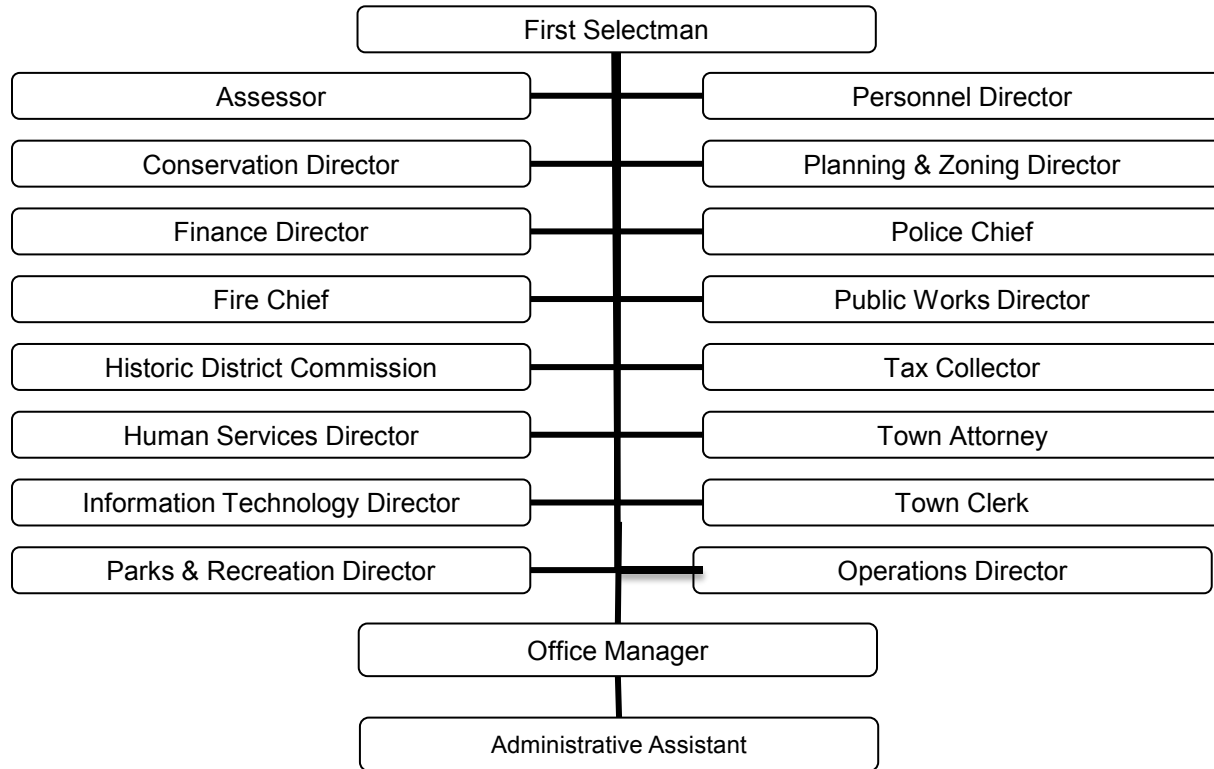 First Selectman
Assessor
Personnel Director
Conservation Director
Planning & Zoning Director
Finance Director
Police Chief
Fire Chief
Public Works Director
Historic District Commission
Tax Collector
Human Services Director
Town Attorney
Information Technology Director
Town Clerk
Parks & Recreation Director
Operations Director
Office Manager
Administrative Assistant